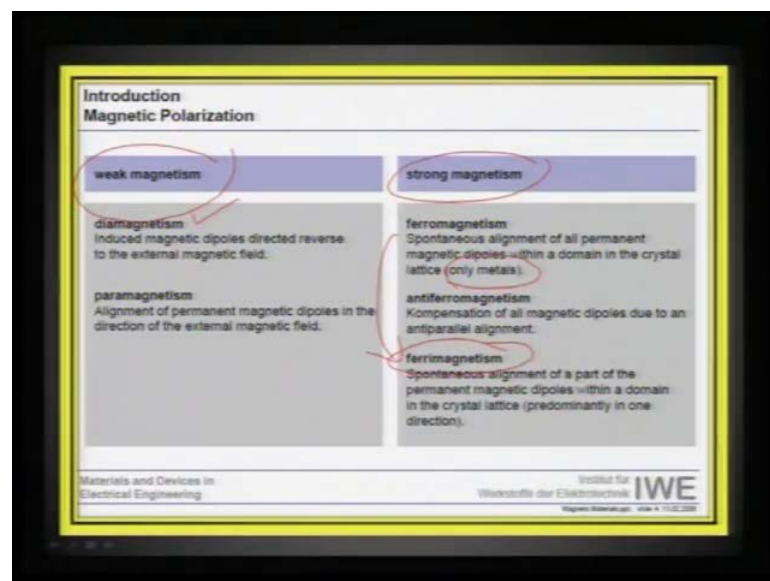 Introduction
Magnetic Polarization
weak magnetism
diamagnetism
Induced magnetic dipoles directed reverse
to the external magnetic field.
paramagnetism
Alignment of permanent magnetic dipoles in the
direction of the external magnetic field.
strong magnetism
ferromagnetism
Spontaneous alignment of all permanent
magnetic dipoles within a domain in the crystal
lattice (only metals).
antiferromagnetism
Kompensation of all magnetic dipoles due to an
antiparallel alignment.
ferrimagnetism
Spontaneous alignment of a part of the
permanent magnetic dipoles within a domain
in the crystal lattice (predominantly in one
direction).
Materials and Devices in
Electrical Engineering
Institut für
Werkstoffe der Elektrotechnik
IWE